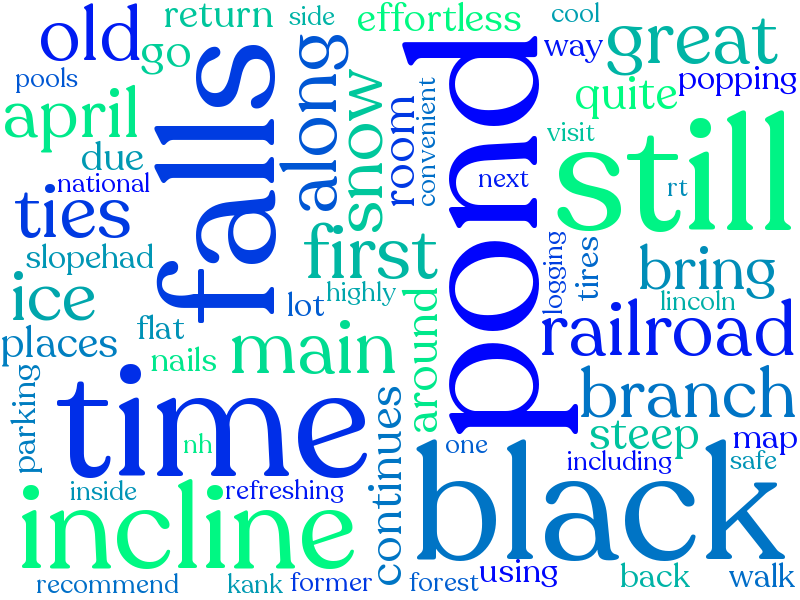 return
side
effortless
cool
old
go
way
great
pools
falls
along
snow
popping
april
room
convenient
pond
quite
due
visit
still
national
next
rt
ties
first
slopehad
logging
tires
bring
ice
lot
highly
lincoln
places
flat
around
railroad
nails
main
parking
time
continues
branch
nh
steep
map
one
including
safe
inside
refreshing
black
incline
recommend
kank
former
forest
using
back
walk